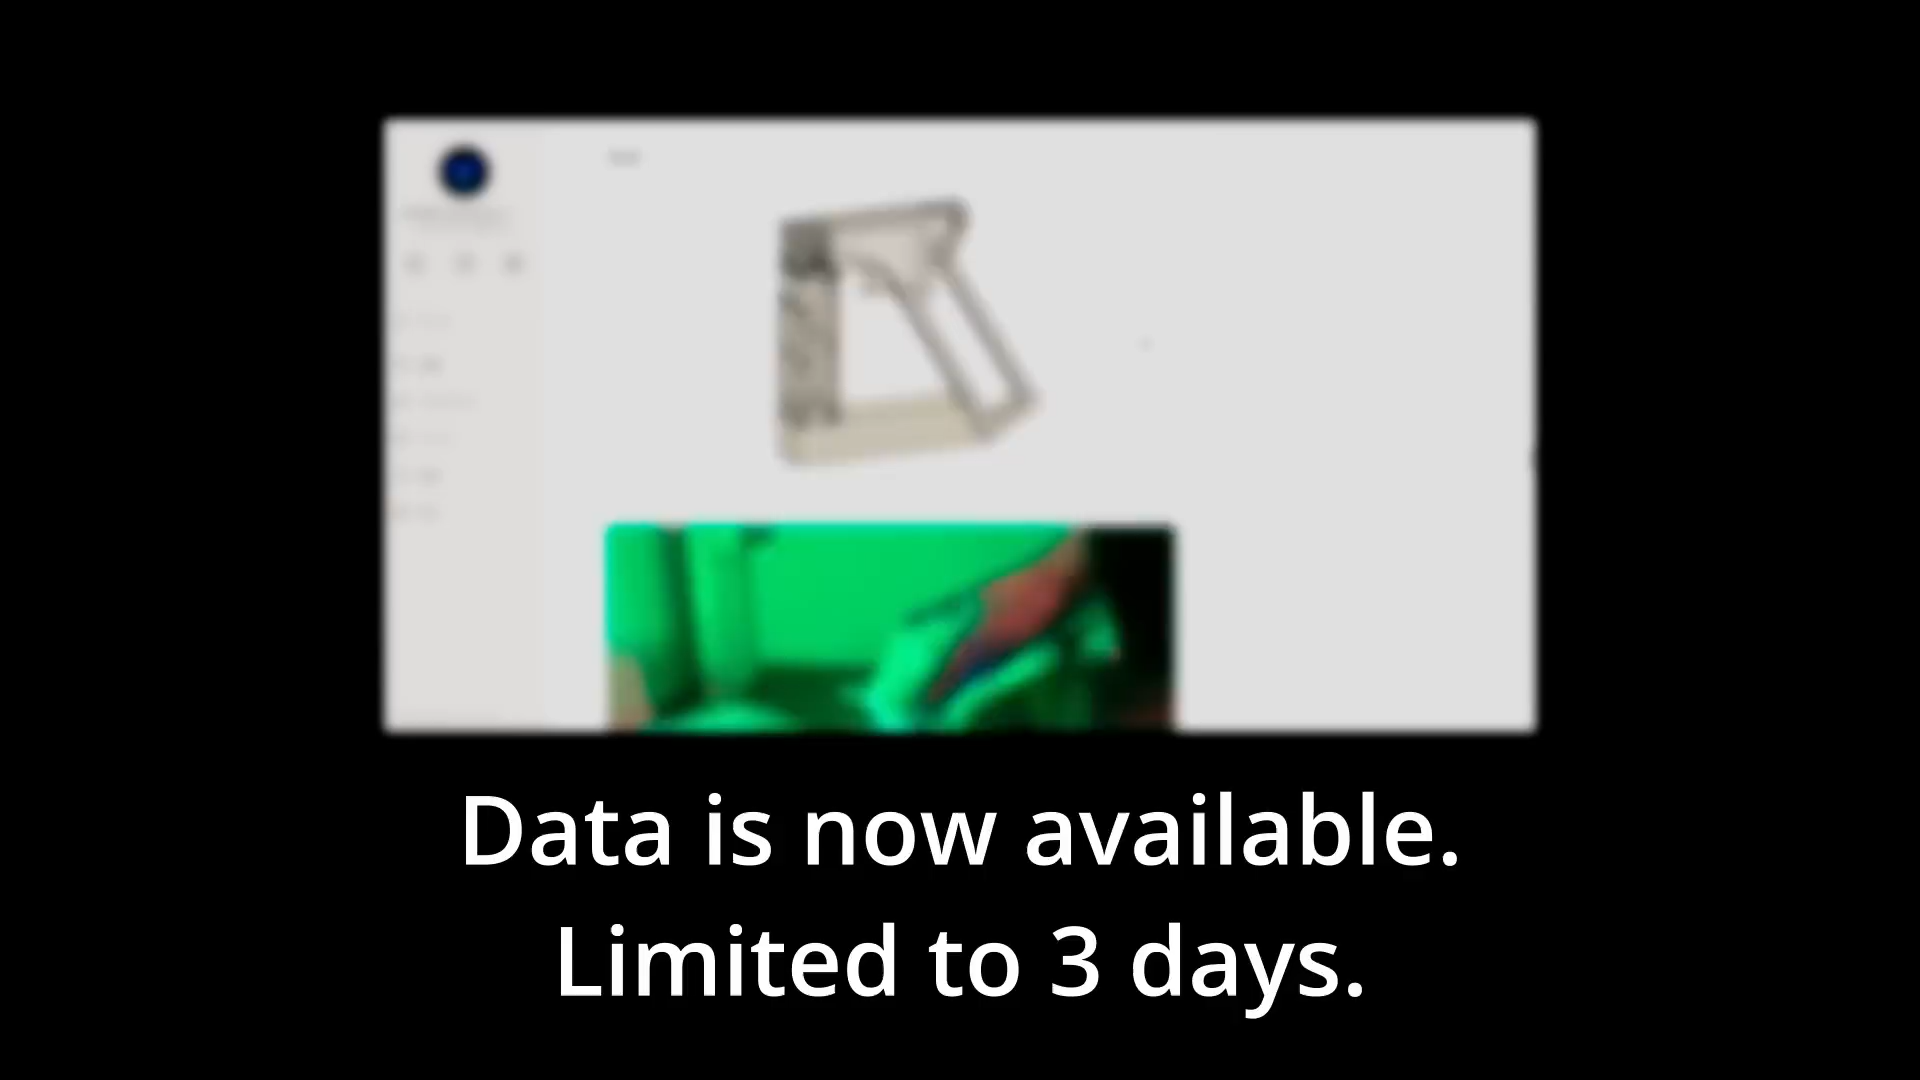 Data is now available.
Limited to 3 days.